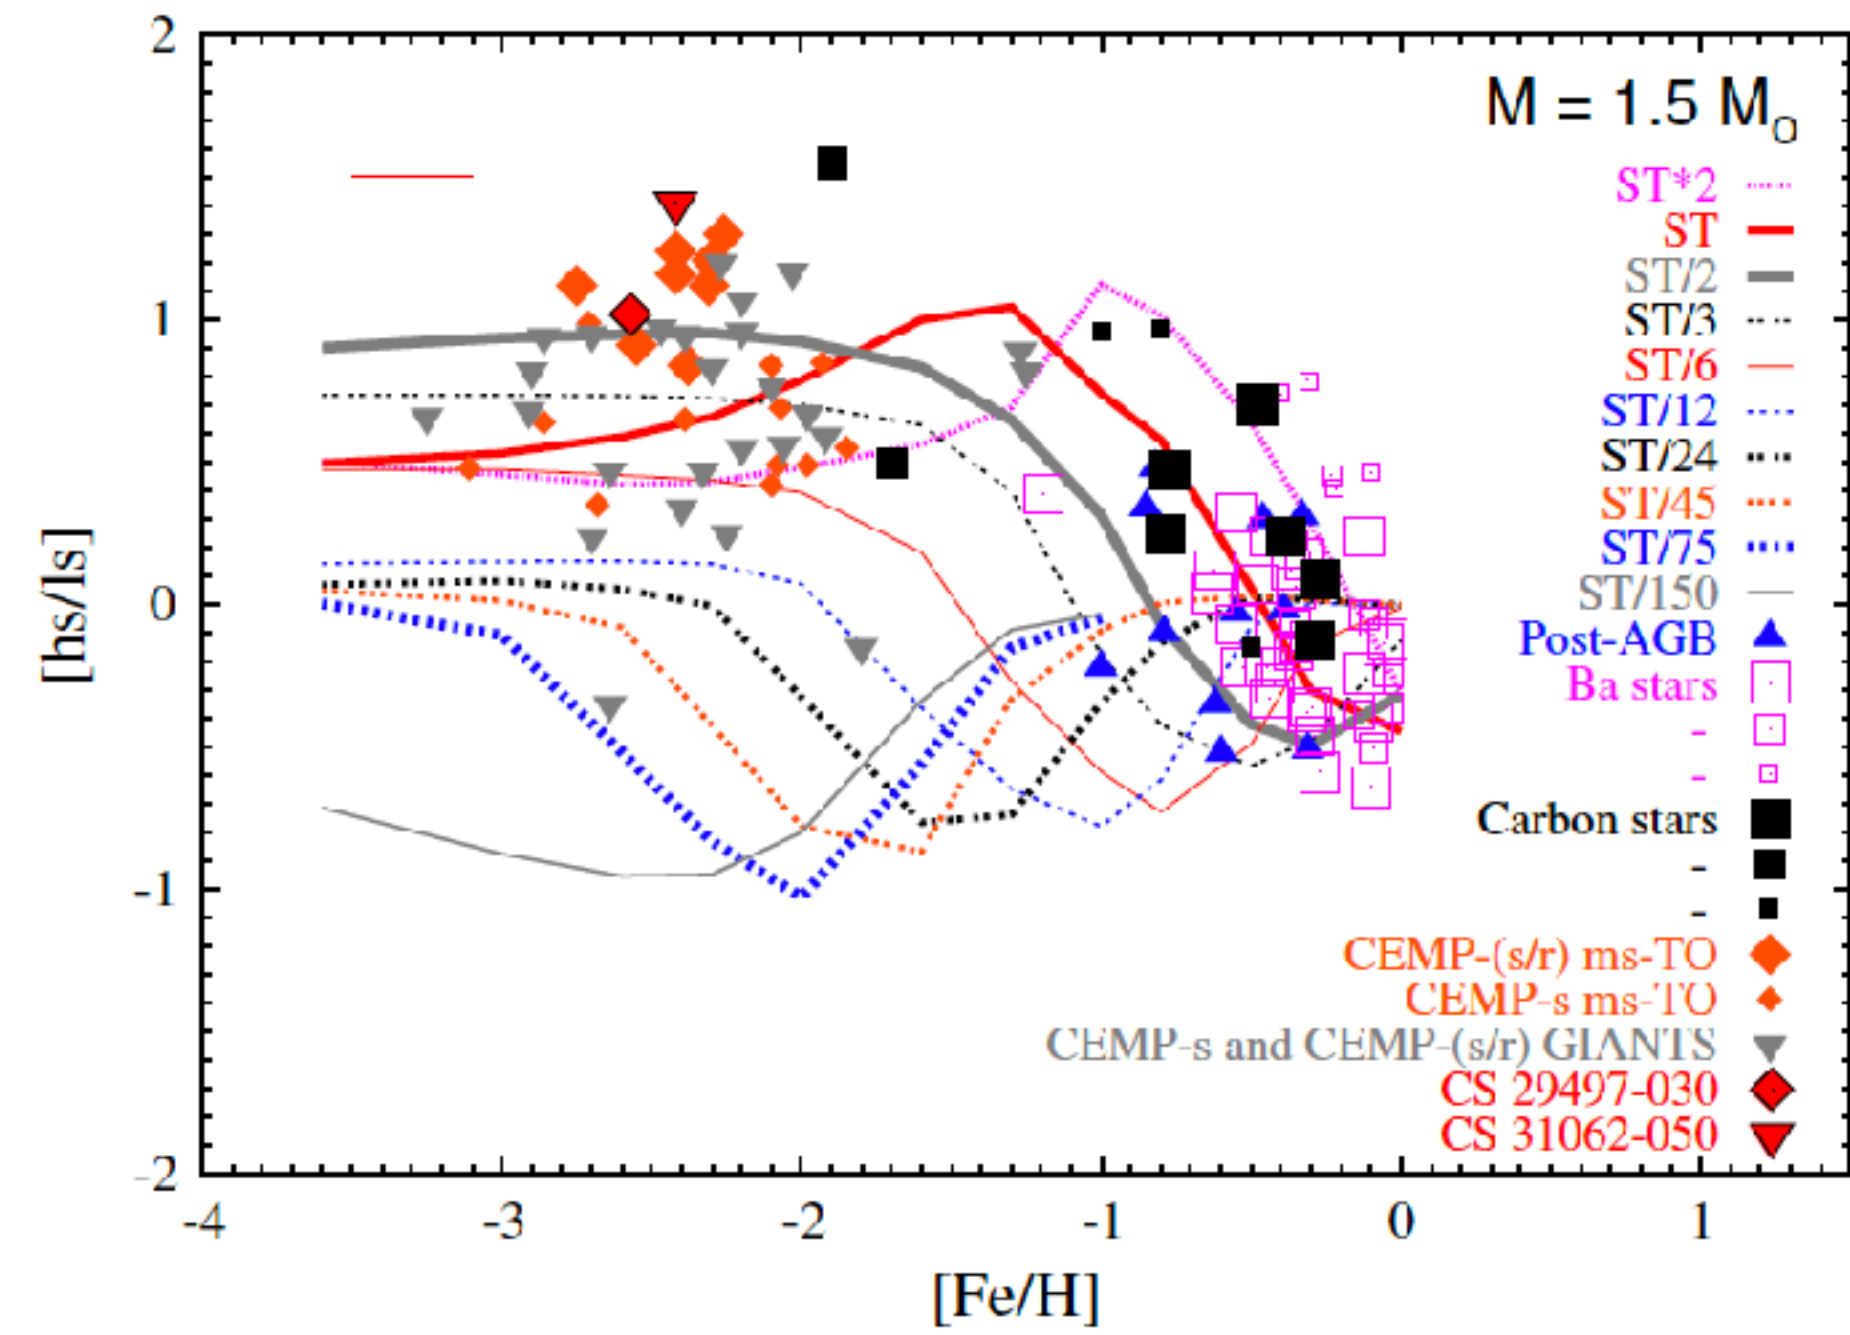 2
M = 1.5 M⊙
ST*2
ST
ST/2
ST/3
1
ST/6
ST/12
ST/24
ST/45
ST/75
[hs/ls]
0
ST/150
Post-AGB
Ba stars
-
-
Carbon stars
-
-1
-
CEMP-(s/r) ms-TO
CEMP-s ms-TO
CEMP-s and CEMP-(s/r) GIANTS
CS 29497-030
CS 31062-050
-2
-4 -3 -2 -1 0 1
[Fe/H]